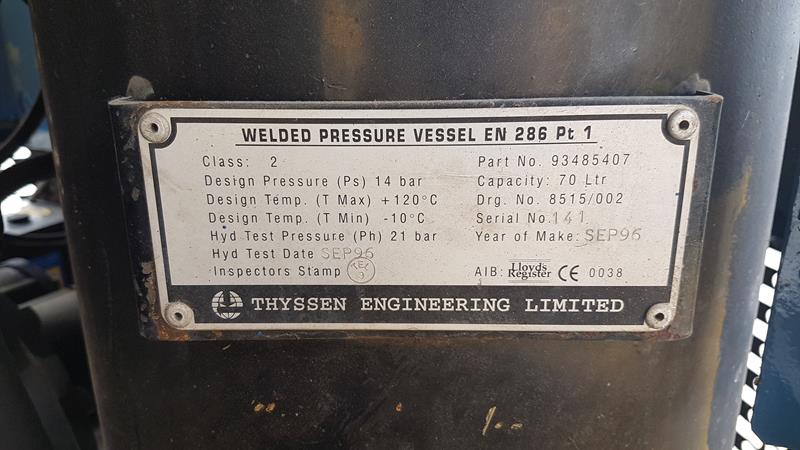 WELDED PRESSURE VESSEL EN 286 Pt 1
Class: 2
Design Pressure (Ps) 14 bar
Design Temp. (T Max) +120°C
Design Temp. (T Min) -10°C
Hyd Test Pressure (Ph) 21 bar
Hyd Test Date SEP96
Inspectors Stamp
Part No. 93485407
Capacity: 70 Ltr
Drg. No. 8515/002
Serial No. 141
Year of Make: SEP96
AIB: Lloyds Register CE 0038
THYSSEN ENGINEERING LIMITED